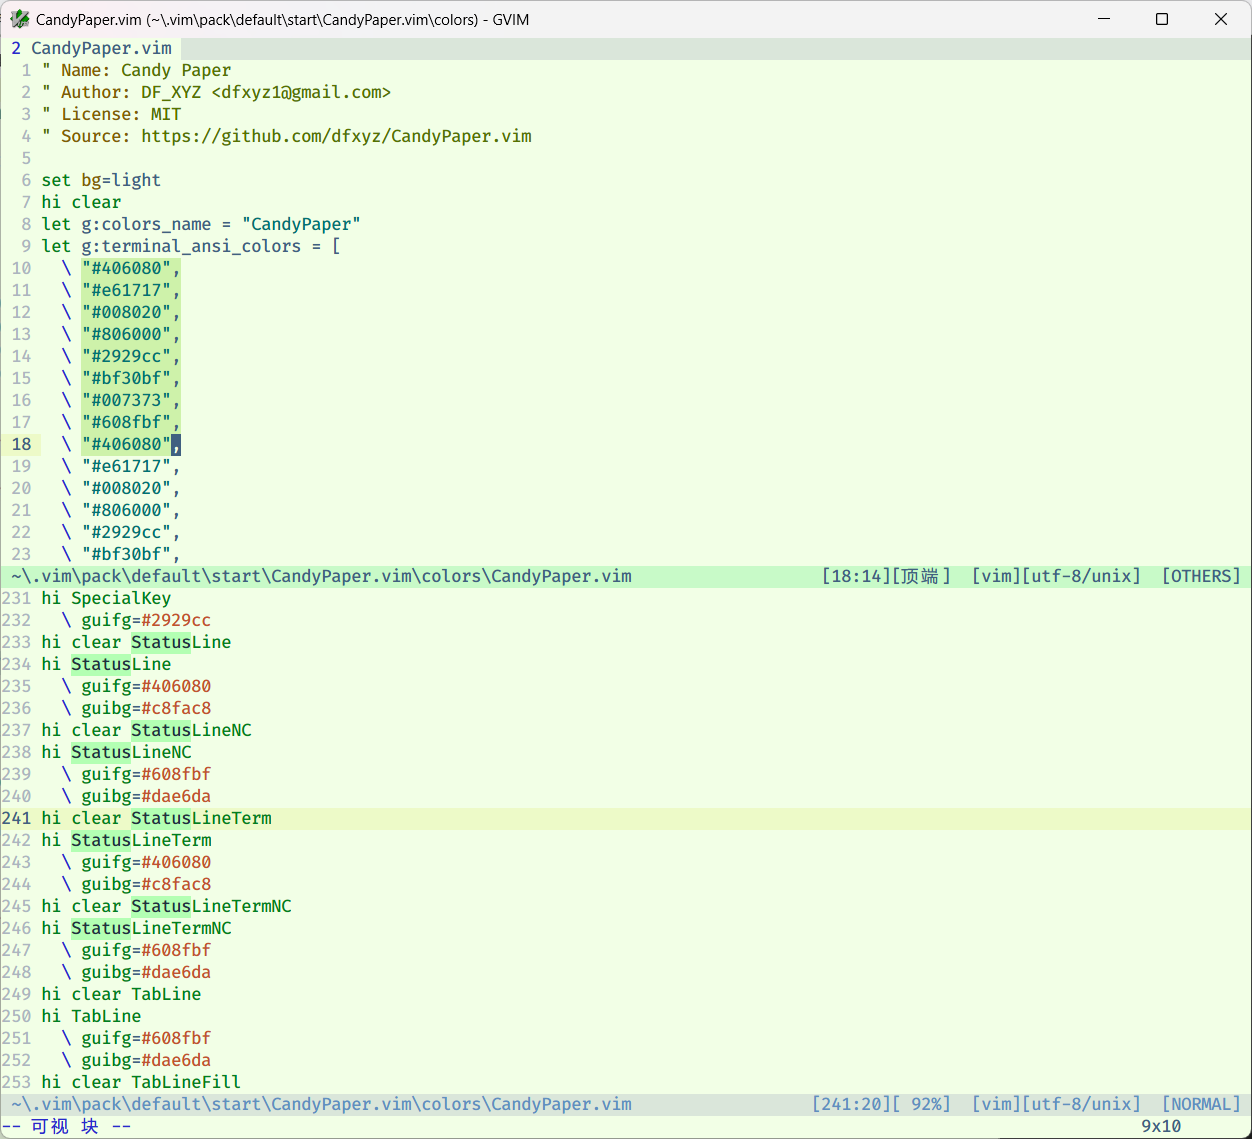 CandyPaper.vim (~\.vim\pack\default\start\CandyPaper.vim\colors) - GVIM
2 CandyPaper.vim
1 " Name: Candy Paper
2 " Author: DF_XYZ <dfxyz1@gmail.com>
3 " License: MIT
4 " Source: https://github.com/dfxyz/CandyPaper.vim
5
6 set bg=light
7 hi clear
8 let g:colors_name = "CandyPaper"
9 let g:terminal_ansi_colors = [
10   \ "#406080",
11   \ "#e61717",
12   \ "#008020",
13   \ "#806000",
14   \ "#2929cc",
15   \ "#bf30bf",
16   \ "#007373",
17   \ "#608fbf",
18   \ "#406080",
19   \ "#e61717",
20   \ "#008020",
21   \ "#806000",
22   \ "#2929cc",
23   \ "#bf30bf",
~\.vim\pack\default\start\CandyPaper.vim\colors\CandyPaper.vim [18:14][顶端] [vim][utf-8/unix] [OTHERS]
231 hi SpecialKey
232   \ guifg=#2929cc
233 hi clear StatusLine
234 hi StatusLine
235   \ guifg=#406080
236   \ guibg=#c8fac8
237 hi clear StatusLineNC
238 hi StatusLineNC
239   \ guifg=#608fbf
240   \ guibg=#dae6da
241 hi clear StatusLineTerm
242 hi StatusLineTerm
243   \ guifg=#406080
244   \ guibg=#c8fac8
245 hi clear StatusLineTermNC
246 hi StatusLineTermNC
247   \ guifg=#608fbf
248   \ guibg=#dae6da
249 hi clear TabLine
250 hi TabLine
251   \ guifg=#608fbf
252   \ guibg=#dae6da
253 hi clear TabLineFill
~\.vim\pack\default\start\CandyPaper.vim\colors\CandyPaper.vim [241:20][ 92%] [vim][utf-8/unix] [NORMAL]
-- 可视 块 -- 9x10